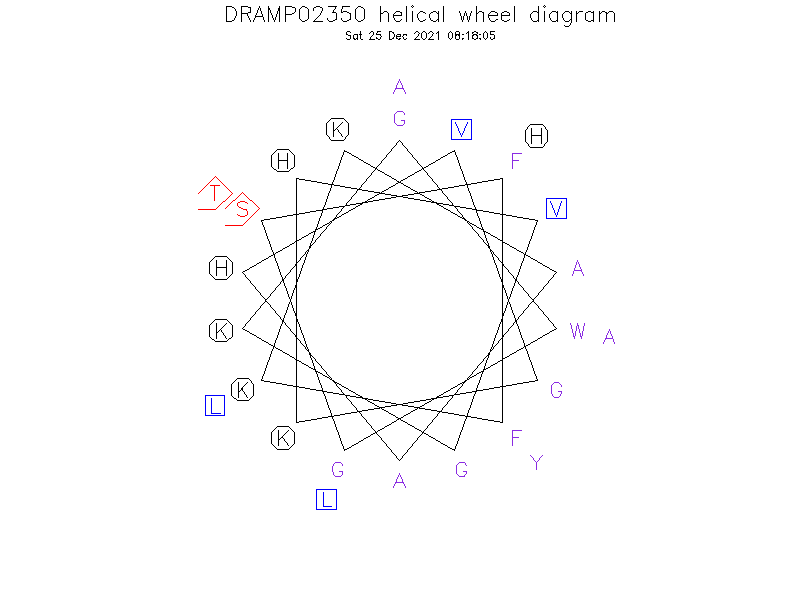 DRAMP02350 helical wheel diagram
Sat 25 Dec 2021 08:18:05
A
G
K
V
H
H
F
T
S
V
H
A
K
W
A
K
G
L
K
F
Y
G
G
A
L